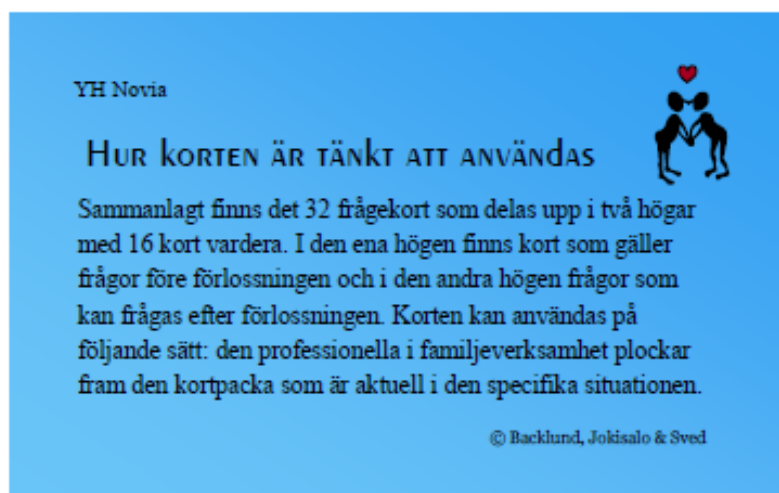 YH Novia
Hur korten är tänkt att användas
Sammanlagt finns det 32 frågekort som delas upp i två högar
med 16 kort vardera. I den ena högen finns kort som gäller
frågor före förlossningen och i den andra högen frågor som
kan frågas efter förlossningen. Korten kan användas på
följande sätt: den professionella i familjeverksamhet plockar
fram den kortpacka som är aktuell i den specifika situationen.
© Backlund, Jokisalo & Sved